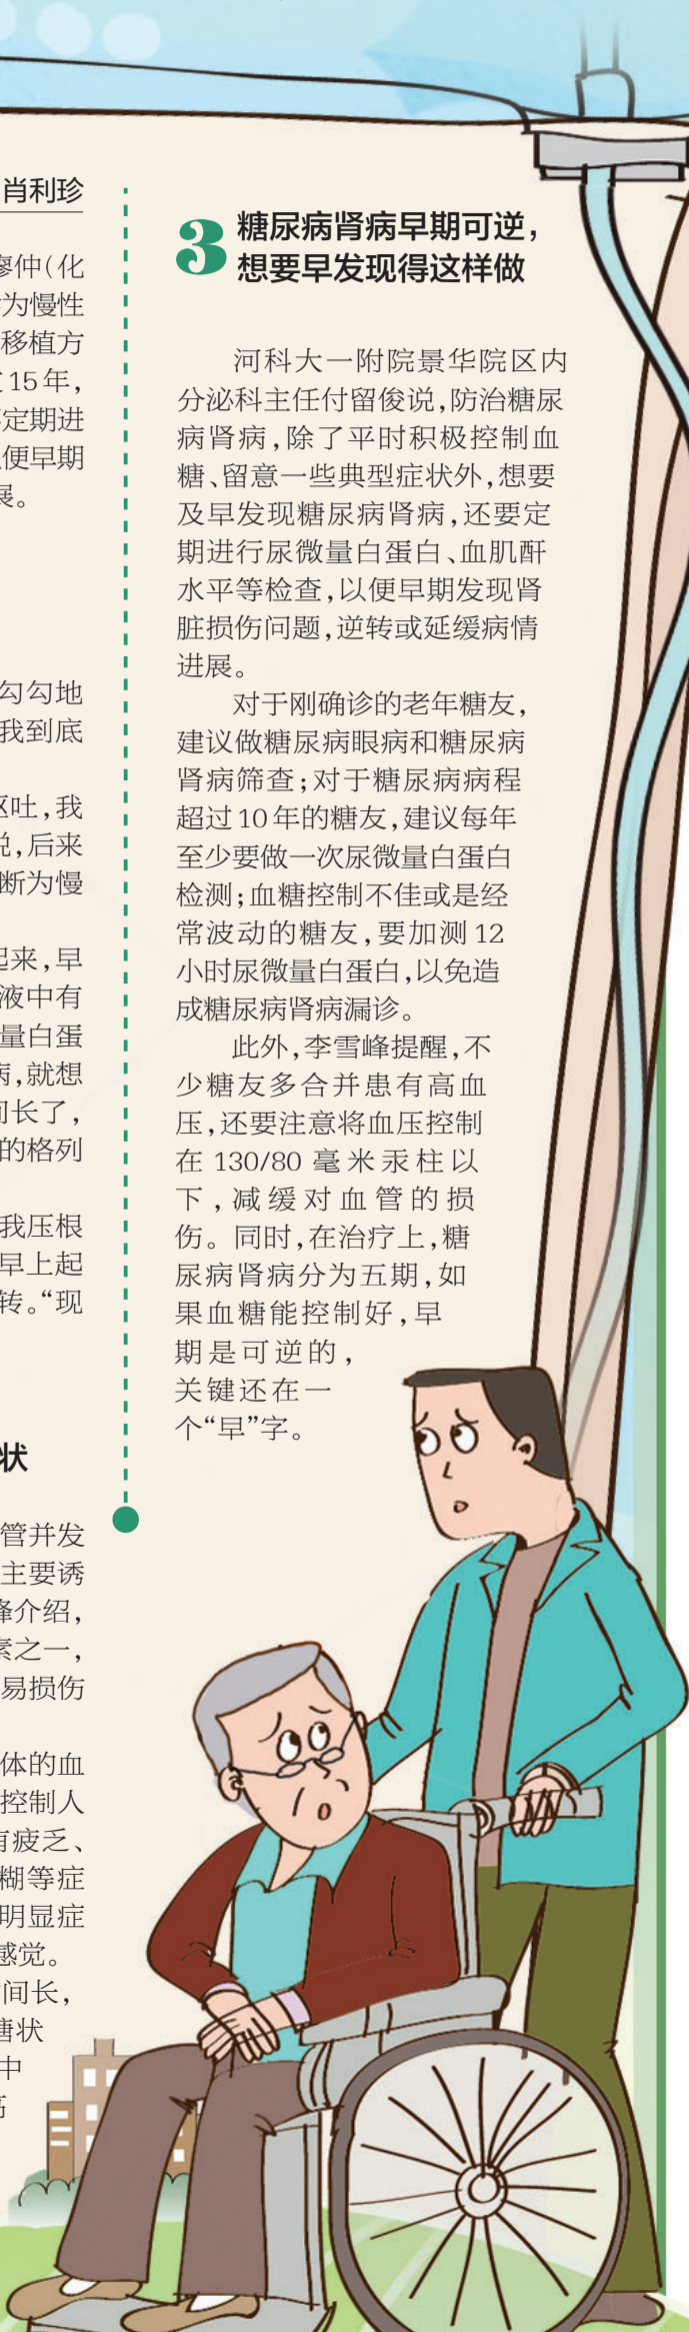 肖利珍
廖仲(化
为慢性
移植方
15年,
定期进
便早期
展。
勾勾地
我到底
呕吐,我
说,后来
断为慢
起来,早
液中有
量白蛋
病,就想
间长了,
的格列
我压根
早上起
转。“现
状
管并发
主要诱
峰介绍,
素之一,
易损伤
体的血
控制人
有疲乏、
糊等症
明显症
感觉。
间长,
糖状
中
3 糖尿病肾病早期可逆,
想要早发现得这样做
河科大一附院景华院区内
分泌科主任付留俊说,防治糖尿
病肾病,除了平时积极控制血
糖、留意一些典型症状外,想要
及早发现糖尿病肾病,还要定
期进行尿微量白蛋白、血肌酐
水平等检查,以便早期发现肾
脏损伤问题,逆转或延缓病情
进展。
对于刚确诊的老年糖友,
建议做糖尿病眼病和糖尿病
肾病筛查;对于糖尿病病程
超过10年的糖友,建议每年
至少要做一次尿微量白蛋白
检测;血糖控制不佳或是经
常波动的糖友,要加测12
小时尿微量白蛋白,以免造
成糖尿病肾病漏诊。
此外,李雪峰提醒,不
少糖友多合并患有高血
压,还要注意将血压控制
在130/80毫米汞柱以
下,减缓对血管的损
伤。同时,在治疗上,糖
尿病肾病分为五期,如
果血糖能控制好,早
期是可逆的,
关键还在一
个“早”字。